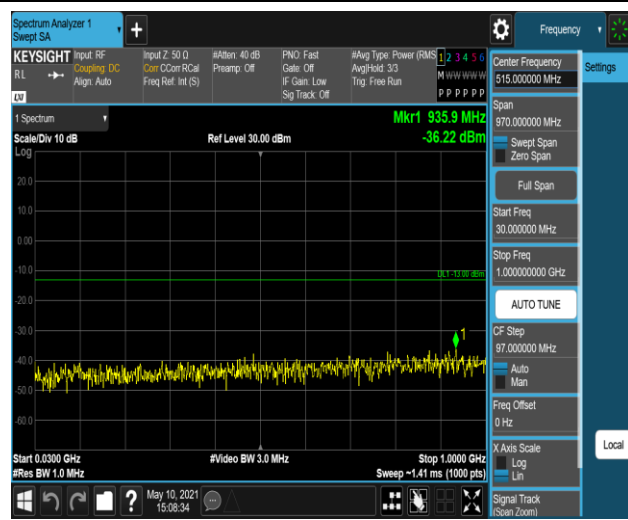 Spectrum Analyzer 1
Swept SA
Frequency
KEYSIGHT
RL
LXI
Input: RF
Coupling: DC
Align: Auto
Input Z: 50 Ω
Corr CCorr RCal
Freq Ref: Int (S)
#Atten: 40 dB
Preamp: Off
PNO: Fast
Gate: Off
IF Gain: Low
Sig Track: Off
#Avg Type: Power (RMS
Avg|Hold: 3/3
Trig: Free Run
1 2 3 4 5 6
M W W W W W
P P P P P P
1 Spectrum
Scale/Div 10 dB
Log
Ref Level 30.00 dBm
Mkr1 935.9 MHz
-36.22 dBm
20.0
10.0
0.00
-10.0
DL1 -13.00 dBm
-20.0
-30.0
1
-40.0
-50.0
-60.0
Start 0.0300 GHz
#Res BW 1.0 MHz
#Video BW 3.0 MHz
Stop 1.0000 GHz
Sweep ~1.41 ms (1000 pts)
May 10, 2021
15:08:34
Center Frequency
515.000000 MHz
Span
970.000000 MHz
Swept Span
Zero Span
Full Span
Start Freq
30.000000 MHz
Stop Freq
1.000000000 GHz
AUTO TUNE
CF Step
97.000000 MHz
Auto
Man
Freq Offset
0 Hz
X Axis Scale
Log
Lin
Signal Track
(Span Zoom)
Settings
Local